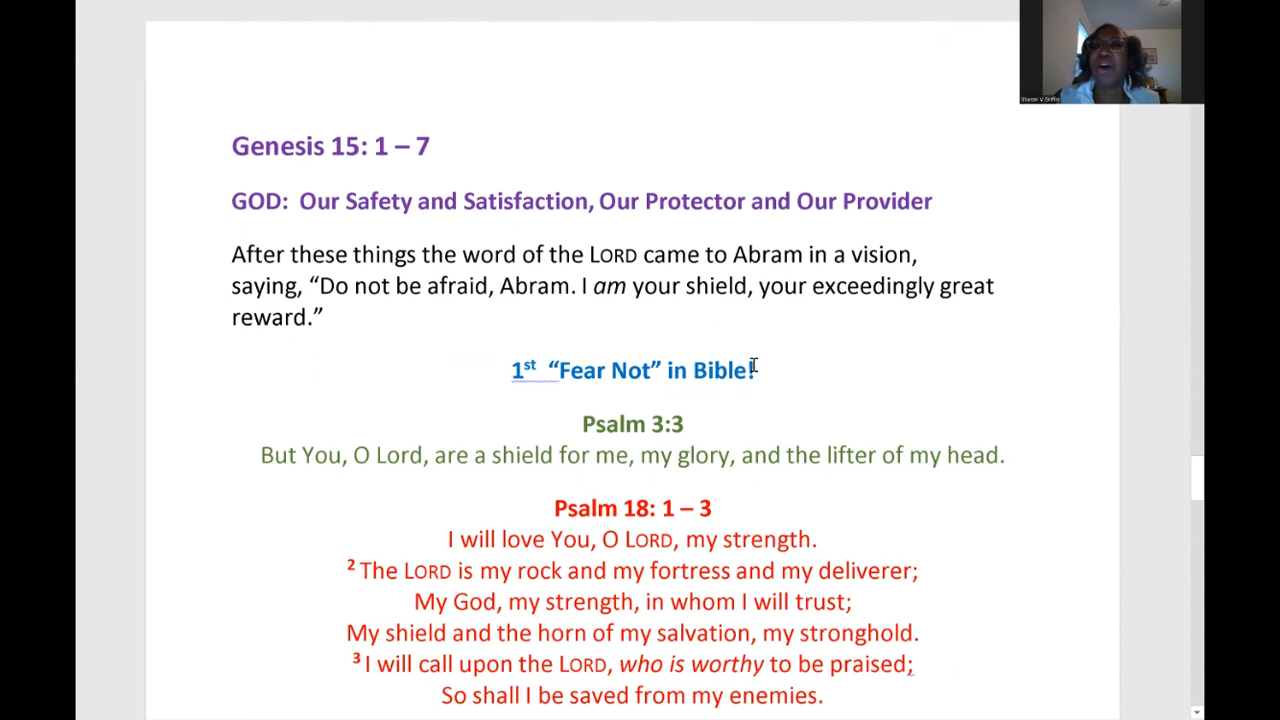 Sharon V Griffin
Genesis 15: 1 – 7
GOD:  Our Safety and Satisfaction, Our Protector and Our Provider
After these things the word of the LORD came to Abram in a vision,
saying, “Do not be afraid, Abram. I am your shield, your exceedingly great
reward.”
1st  “Fear Not” in Bible!
Psalm 3:3
But You, O Lord, are a shield for me, my glory, and the lifter of my head.
Psalm 18: 1 – 3
I will love You, O LORD, my strength.
2 The LORD is my rock and my fortress and my deliverer;
My God, my strength, in whom I will trust;
My shield and the horn of my salvation, my stronghold.
3 I will call upon the LORD, who is worthy to be praised;
So shall I be saved from my enemies.